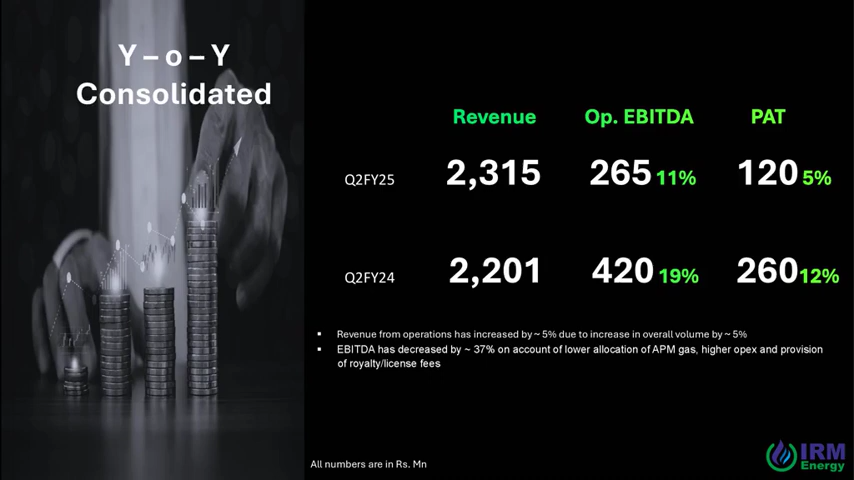 Y – o – Y
Consolidated
Revenue Op. EBITDA PAT
Q2FY25 2,315 265 11% 120 5%
Q2FY24 2,201 420 19% 260 12%
▪ Revenue from operations has increased by ~ 5% due to increase in overall volume by ~ 5%
▪ EBITDA has decreased by ~ 37% on account of lower allocation of APM gas, higher opex and provision
of royalty/license fees
All numbers are in Rs. Mn
IRM
Energy